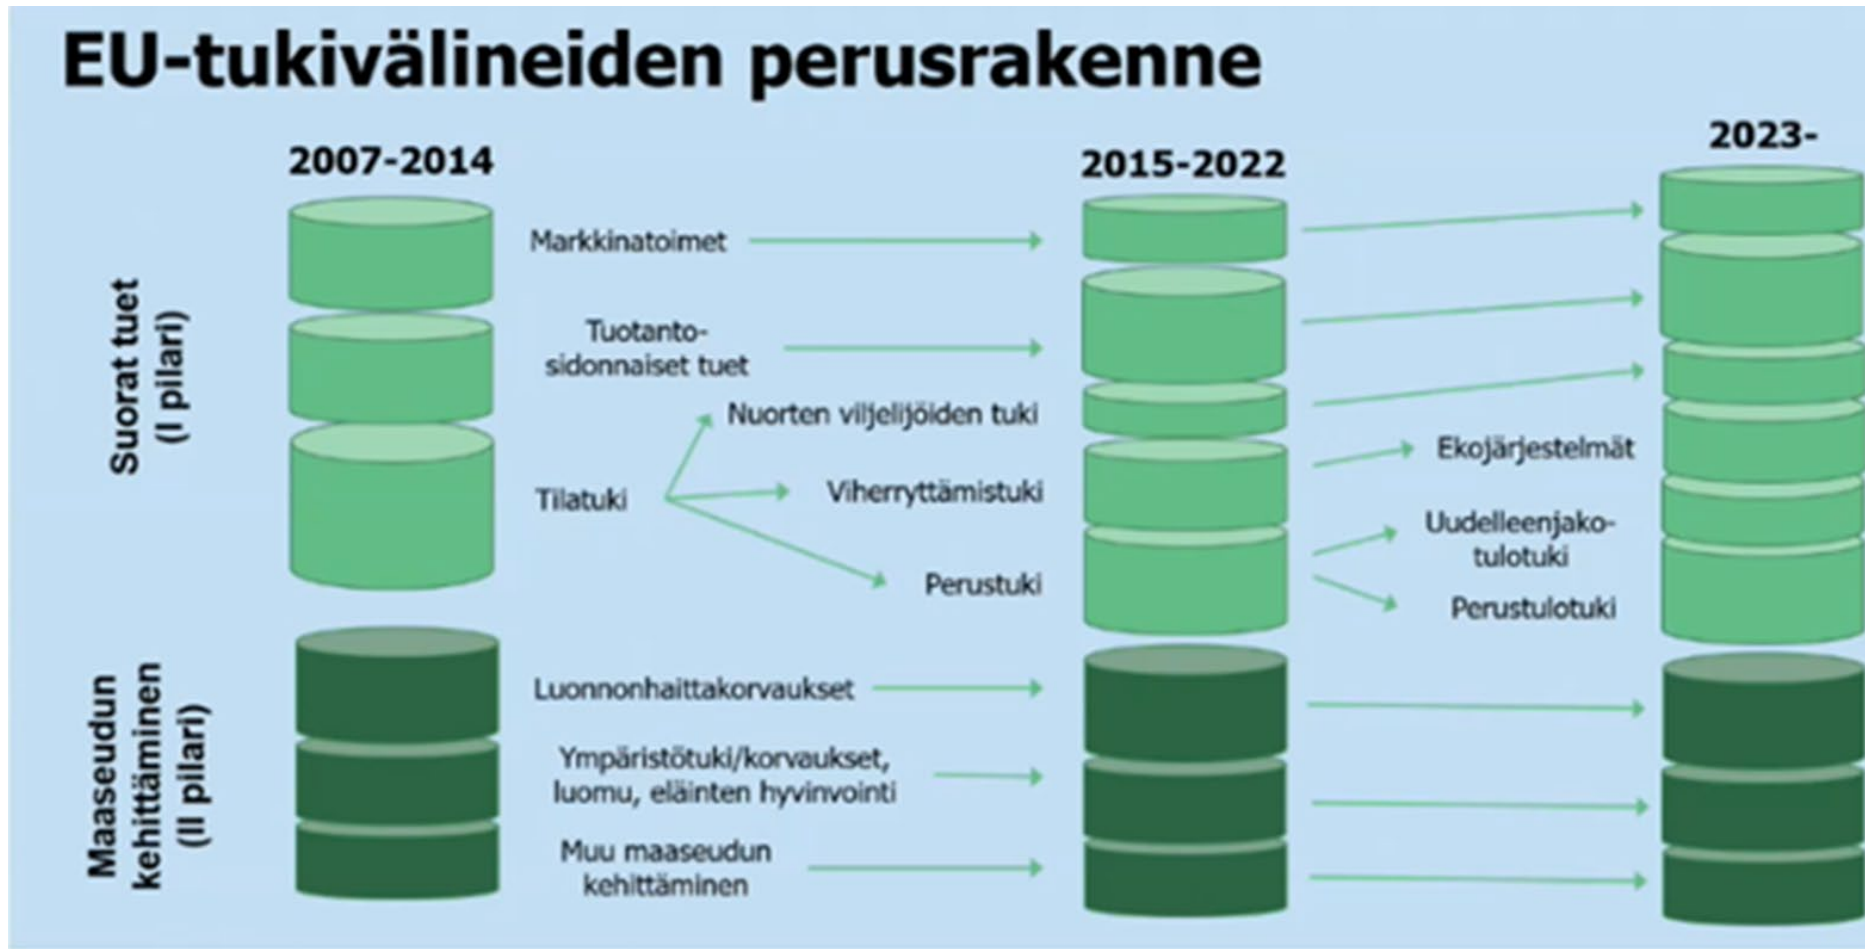 EU-tukivälineiden perusrakenne
2007-2014
2015-2022
2023-
Suorat tuet
(I pilari)
Markkinatoimet
Tuotanto-
sidonnaiset tuet
Nuorten viljelijöiden tuki
Tilatuki
Viherryttämistuki
Perustuki
Ekojärjestelmät
Uudelleenjako-
tulotuki
Perustulotuki
Maaseudun
kehittäminen
(II pilari)
Luonnonhaittakorvaukset
Ympäristötuki/korvaukset,
luomu, eläinten hyvinvointi
Muu maaseudun
kehittäminen